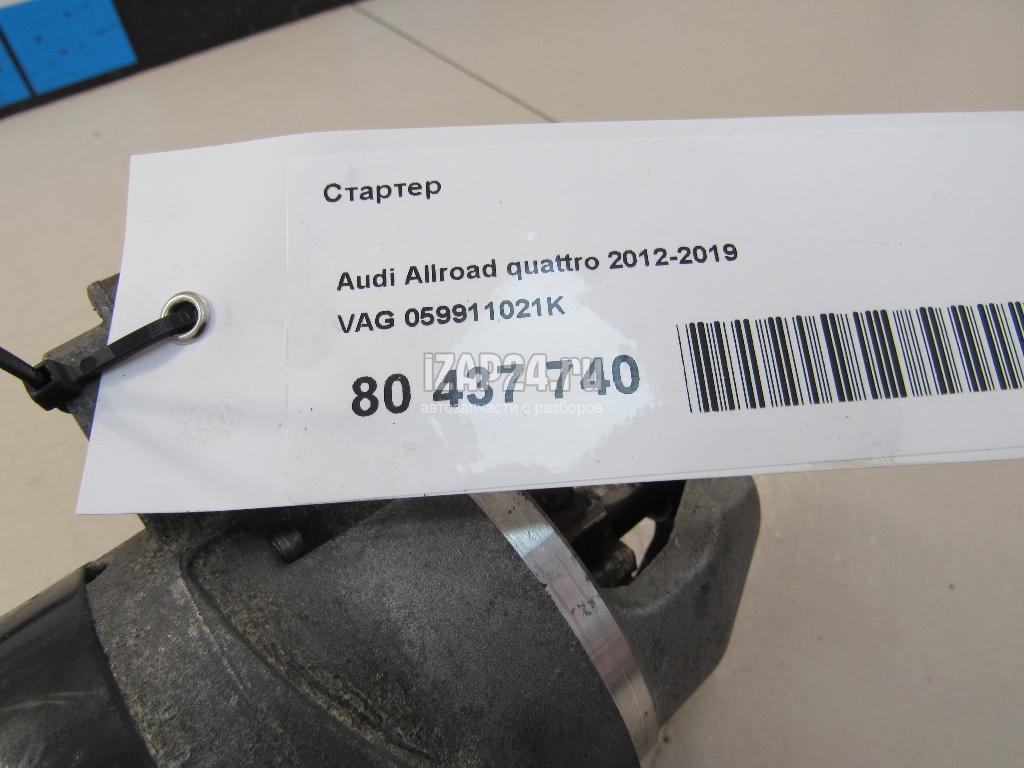 Стартер
Audi Allroad quattro 2012-2019
VAG 059911021K
80 437 740
iZAP24.ru
автозапчасти с разборов